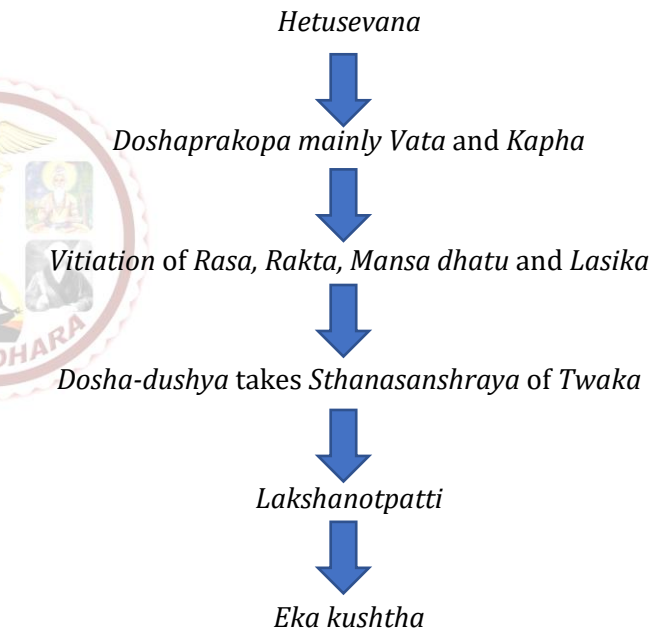 Hetusevana
Doshaprakopa mainly Vata and Kapha
Vitiation of Rasa, Rakta, Mansa dhatu and Lasika
Dosha-dushya takes Sthanasanshraya of Twaka
Lakshanotpatti
Eka kushtha
DHARA